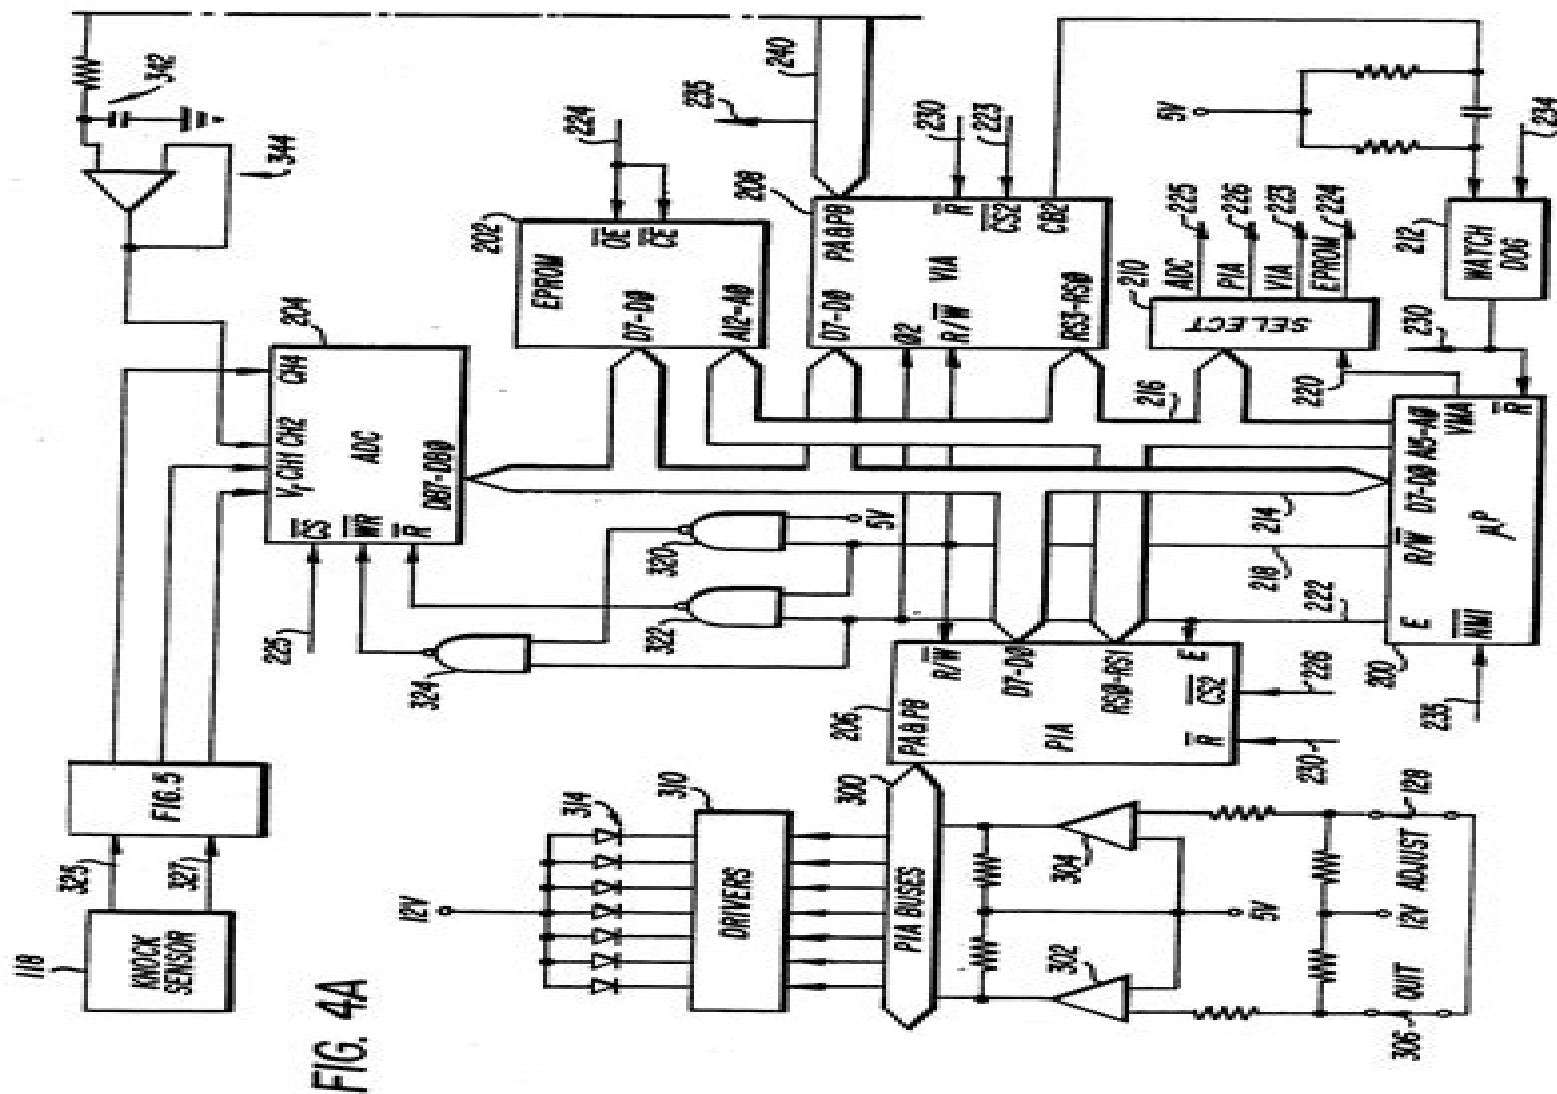 FIG. 4A
118
KNOCK
SENSOR
325
327
FIG. 5
225
204
CS
WR
R
Vr CH1 CH2 CH4
ADC
DB7-DB0
342
344
12V
314
310
DRIVERS
300
PIA BUSES
324
322
320
5V
202
EPROM
OE
CE
D7-D0
A12-A0
224
235
240
206
PA&PB
R/W
D7-D0
PIA
RS0-RS1
E
R
CS2
230
226
208
D7-D0
PA&PB
Ø2
R/W
VIA
R
CS2
CB2
RS3-RS0
230
223
302
304
5V
306
QUIT
12V
ADJUST
128
210
SELECT
ADC
225
PIA
226
VIA
223
EPROM
224
5V
216
220
230
214
218
222
200
235
E
R/W
D7-D0
A15-A0
NMI
VMA
R
μP
212
WATCH
DOG
234